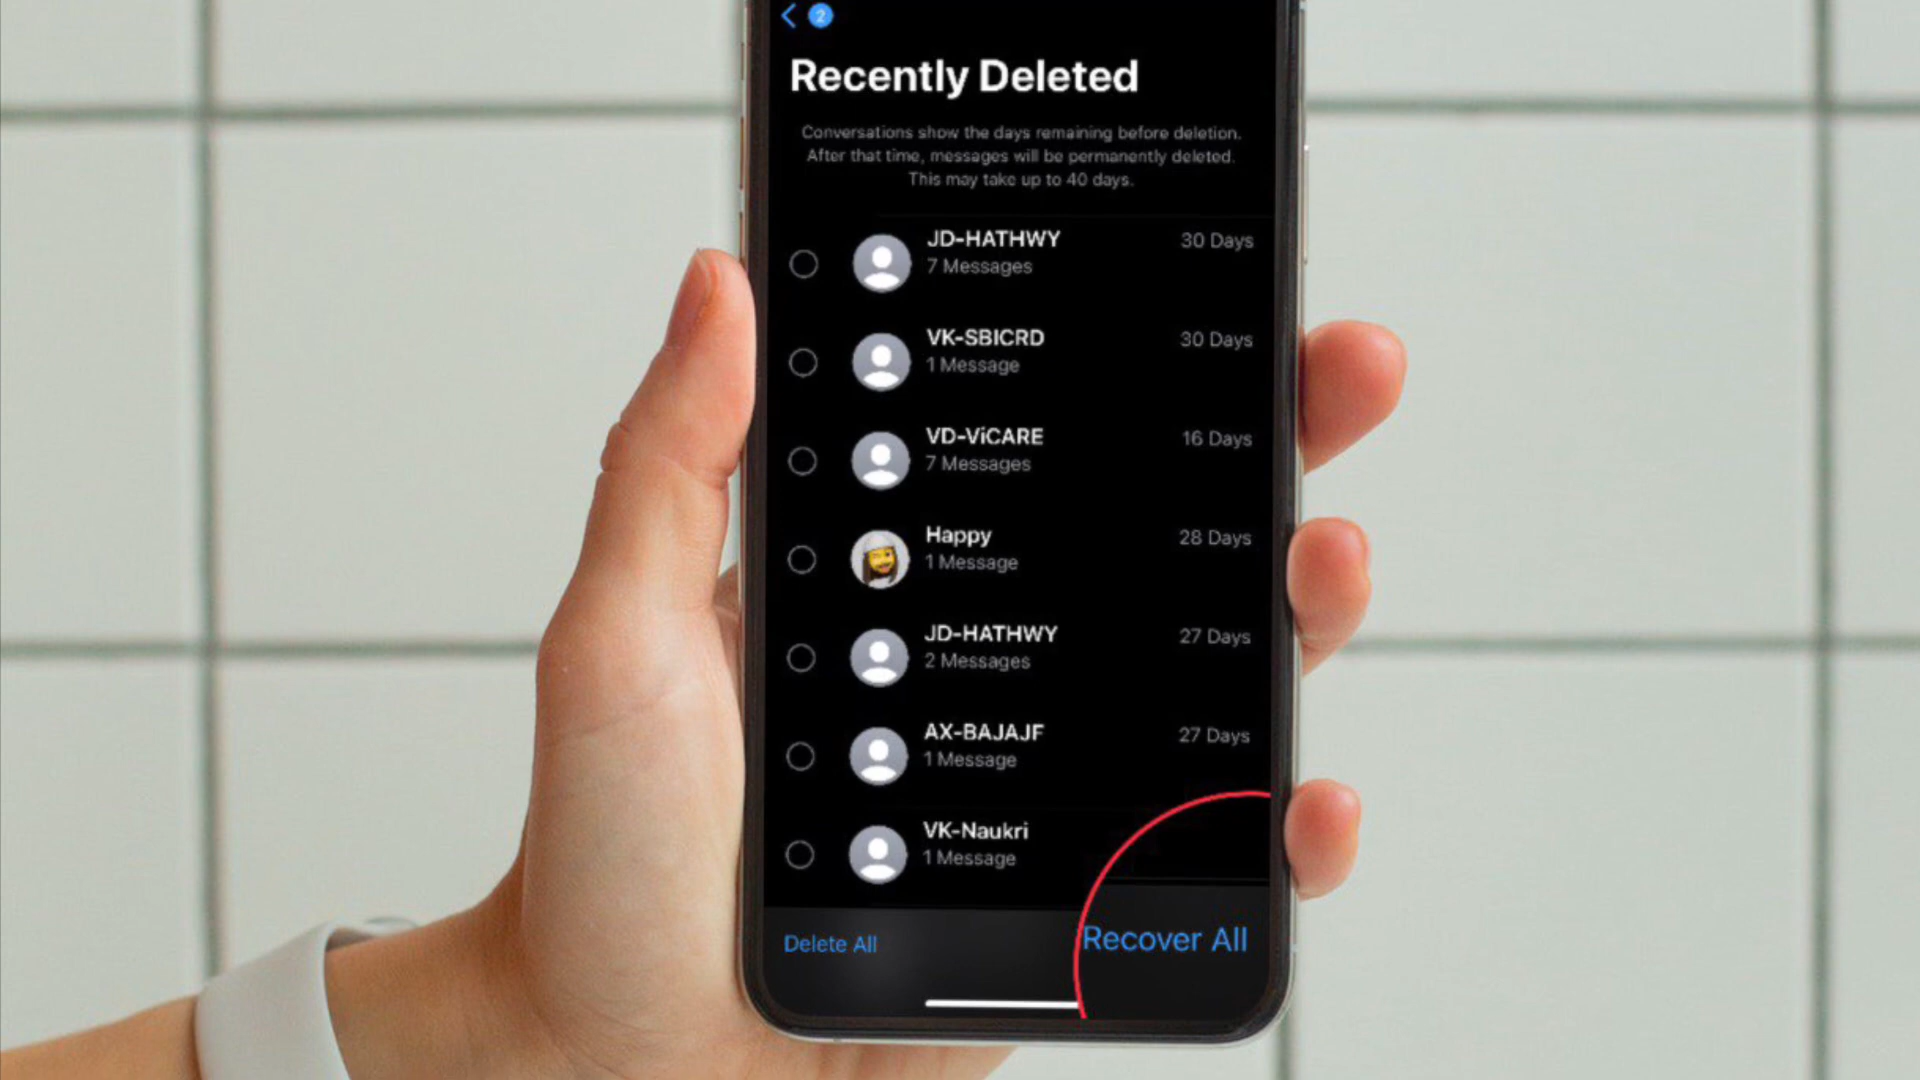 2
Recently Deleted
Conversations show the days remaining before deletion.
After that time, messages will be permanently deleted.
This may take up to 40 days.
JD-HATHWY 30 Days
7 Messages
VK-SBICRD 30 Days
1 Message
VD-ViCARE 16 Days
7 Messages
Happy 28 Days
1 Message
JD-HATHWY 27 Days
2 Messages
AX-BAJAJF 27 Days
1 Message
VK-Naukri
1 Message
Delete All Recover All